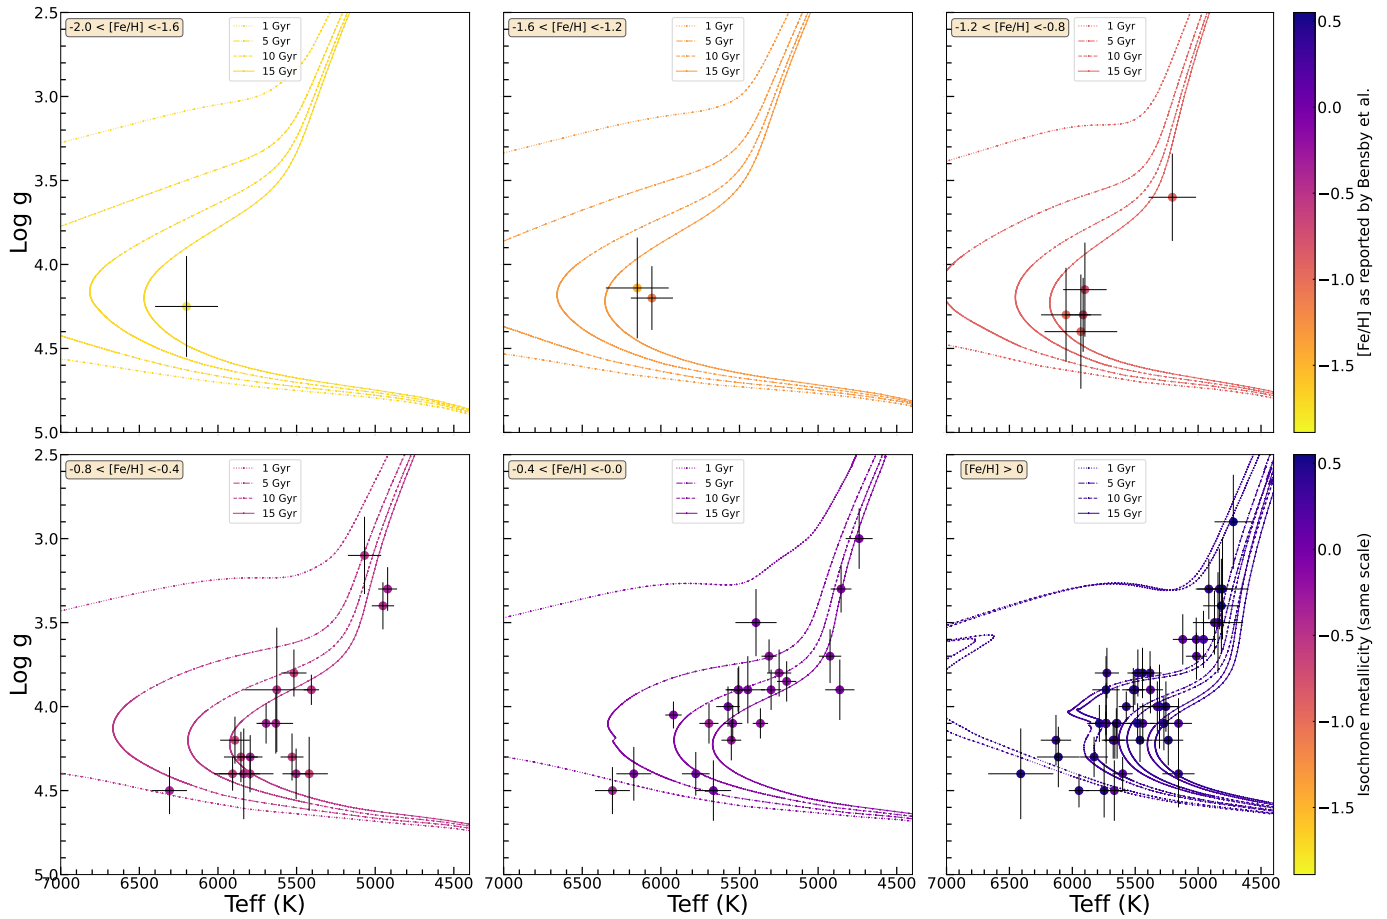 2.5
3.0
3.5
4.0
4.5
5.0
Log g
-2.0 < [Fe/H] <-1.6
1 Gyr
5 Gyr
10 Gyr
15 Gyr
-1.6 < [Fe/H] <-1.2
1 Gyr
5 Gyr
10 Gyr
15 Gyr
-1.2 < [Fe/H] <-0.8
1 Gyr
5 Gyr
10 Gyr
15 Gyr
0.5
0.0
−0.5
−1.0
−1.5
[Fe/H] as reported by Bensby et al.
2.5
3.0
3.5
4.0
4.5
5.0
Log g
-0.8 < [Fe/H] <-0.4
1 Gyr
5 Gyr
10 Gyr
15 Gyr
7000 6000 5000 4500
Teff (K)
-0.4 < [Fe/H] <-0.0
1 Gyr
5 Gyr
10 Gyr
15 Gyr
7000 6000 5000 4500
Teff (K)
[Fe/H] > 0
1 Gyr
5 Gyr
10 Gyr
15 Gyr
7000 6000 5000 4500
Teff (K)
0.5
0.0
−0.5
−1.0
−1.5
Isochrone metallicity (same scale)